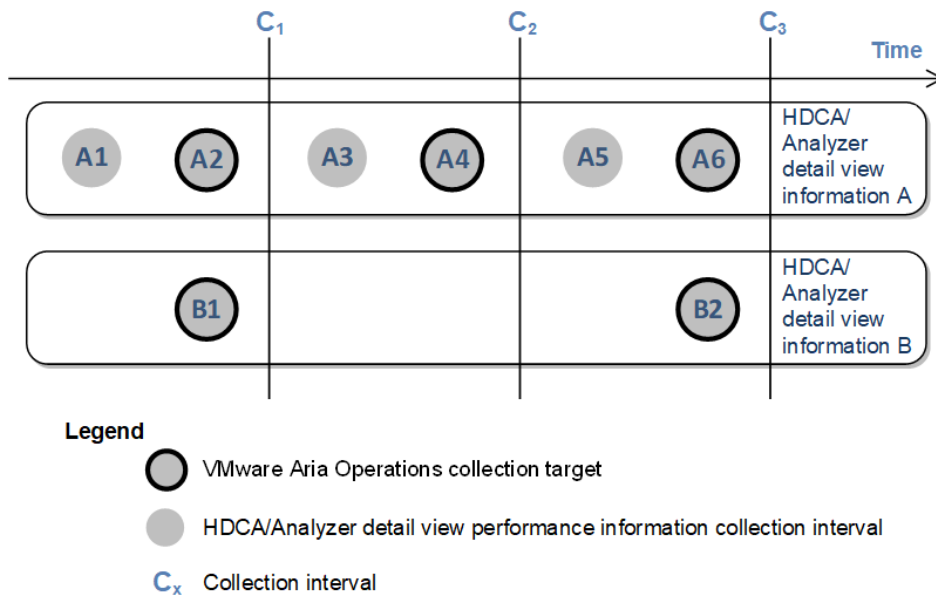 C1 C2 C3
Time
A1 A2 A3 A4 A5 A6
HDCA/
Analyzer
detail view
information A
B1 B2
HDCA/
Analyzer
detail view
information B
Legend
VMware Aria Operations collection target
HDCA/Analyzer detail view performance information collection interval
Cx Collection interval